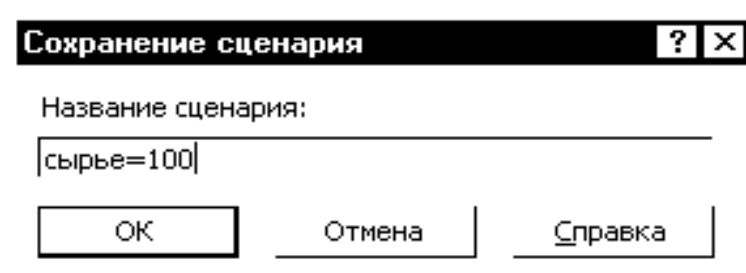 Сохранение сценария ? ×
Название сценария:
сырье=100
ОК Отмена Справка